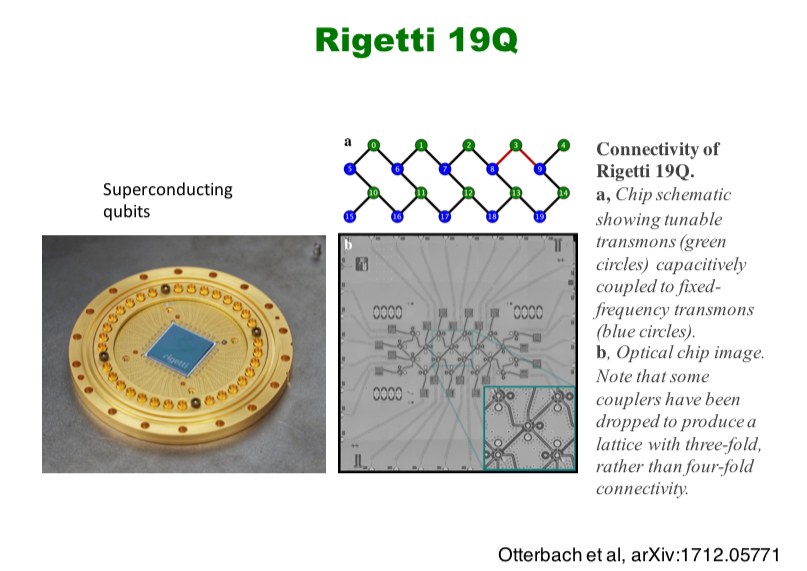 Rigetti 19Q
Superconducting
qubits
rigetti
a
0 1 2 3 4
5 6 7 8 9
10 11 12 13 14
15 16 17 18 19
b
Connectivity of
Rigetti 19Q.
a, Chip schematic
showing tunable
transmons (green
circles) capacitively
coupled to fixed-
frequency transmons
(blue circles).
b, Optical chip image.
Note that some
couplers have been
dropped to produce a
lattice with three-fold,
rather than four-fold
connectivity.
Otterbach et al, arXiv:1712.05771